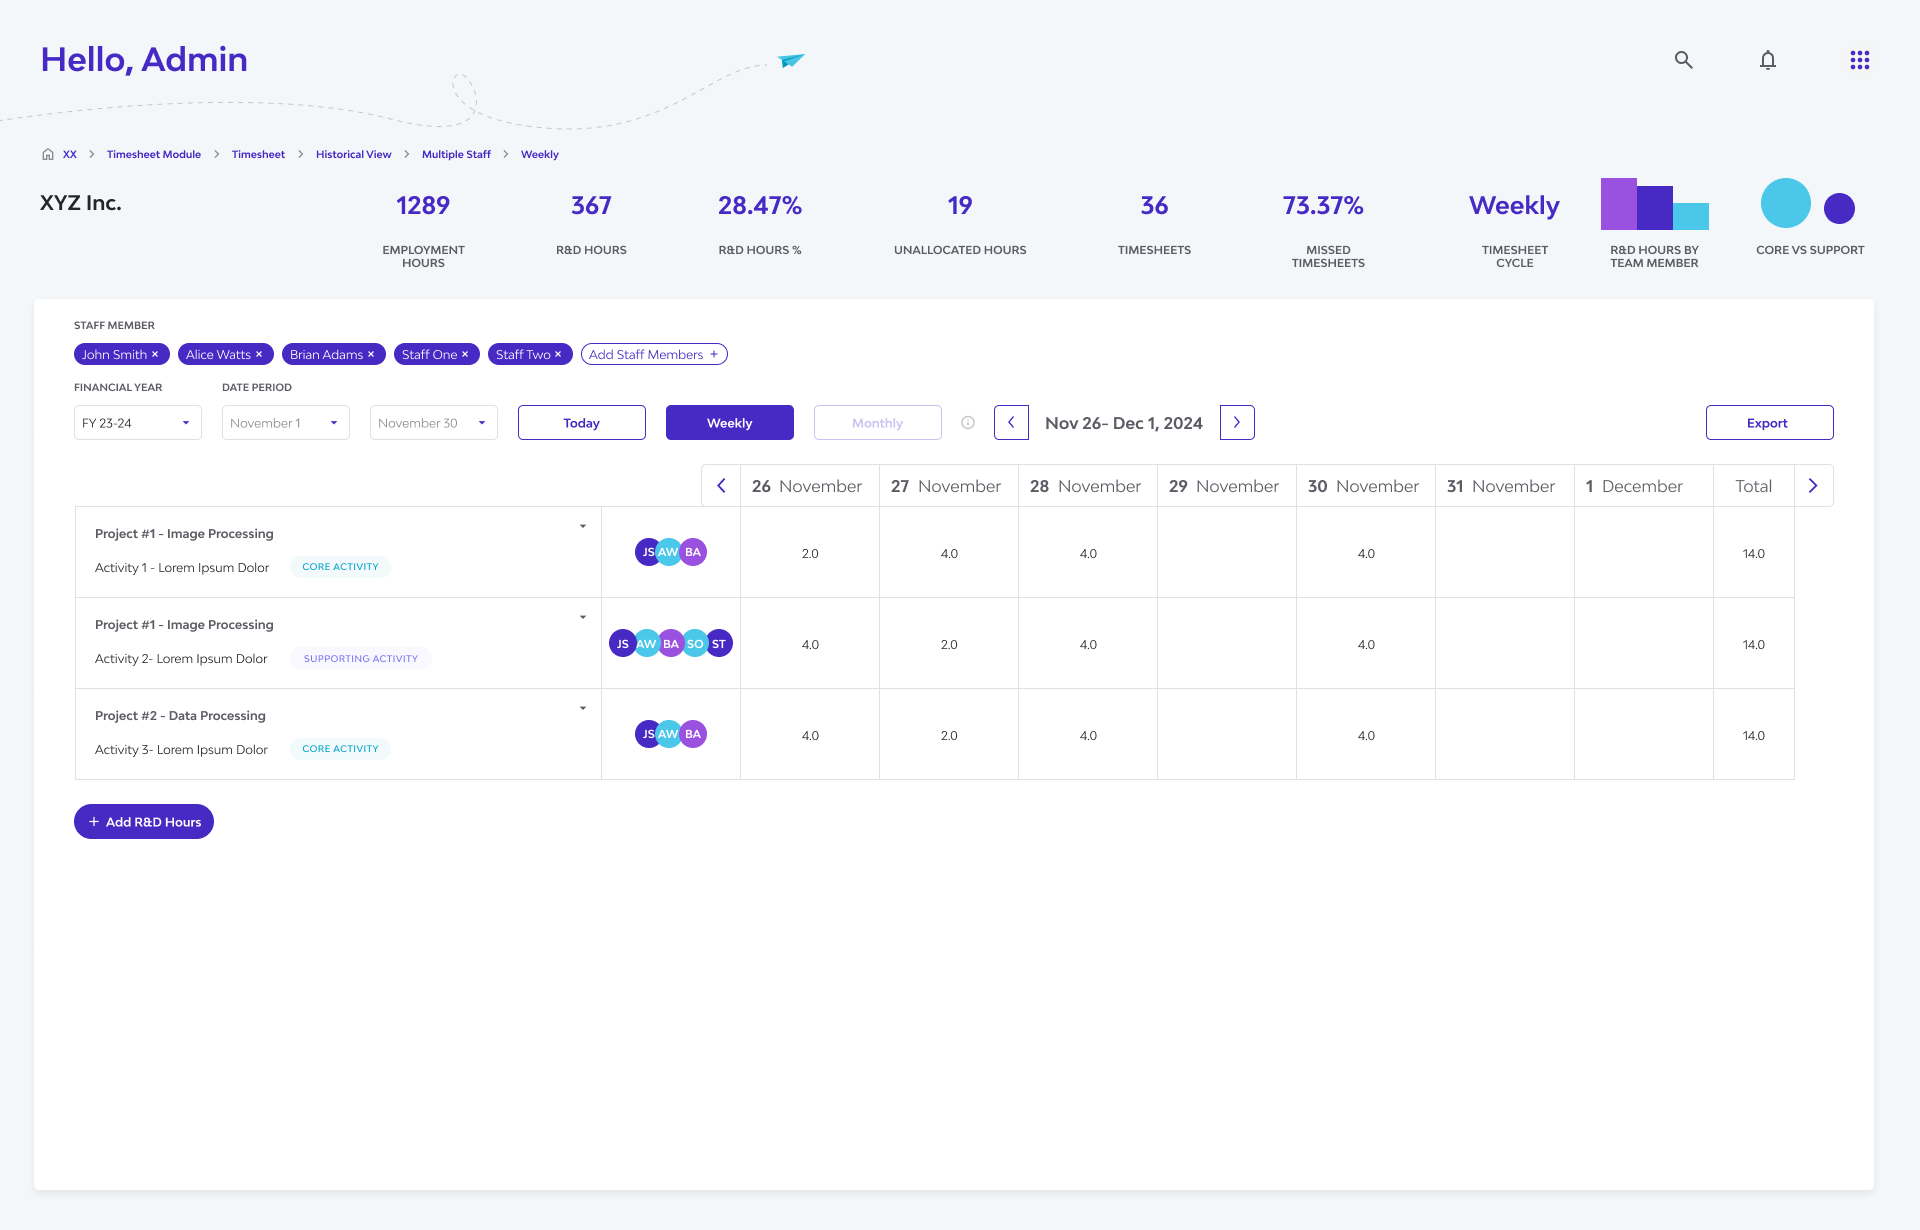 Hello, Admin
XX Timesheet Module Timesheet Historical View Multiple Staff Weekly
XYZ Inc.
1289 367 28.47% 19 36 73.37% Weekly
EMPLOYMENT HOURS
R&D HOURS
R&D HOURS %
UNALLOCATED HOURS
TIMESHEETS
MISSED TIMESHEETS
TIMESHEET CYCLE
R&D HOURS BY TEAM MEMBER
CORE VS SUPPORT
STAFF MEMBER
John Smith × Alice Watts × Brian Adams × Staff One × Staff Two × Add Staff Members +
FINANCIAL YEAR DATE PERIOD
FY 23-24 November 1 November 30 Today Weekly Monthly Nov 26- Dec 1, 2024 Export
26 November 27 November 28 November 29 November 30 November 31 November 1 December Total
Project #1 - Image Processing
Activity 1 - Lorem Ipsum Dolor CORE ACTIVITY
JS AW BA 2.0 4.0 4.0 4.0 14.0
Project #1 - Image Processing
Activity 2- Lorem Ipsum Dolor SUPPORTING ACTIVITY
JS AW BA SO ST 4.0 2.0 4.0 4.0 14.0
Project #2 - Data Processing
Activity 3- Lorem Ipsum Dolor CORE ACTIVITY
JS AW BA 4.0 2.0 4.0 4.0 14.0
+ Add R&D Hours